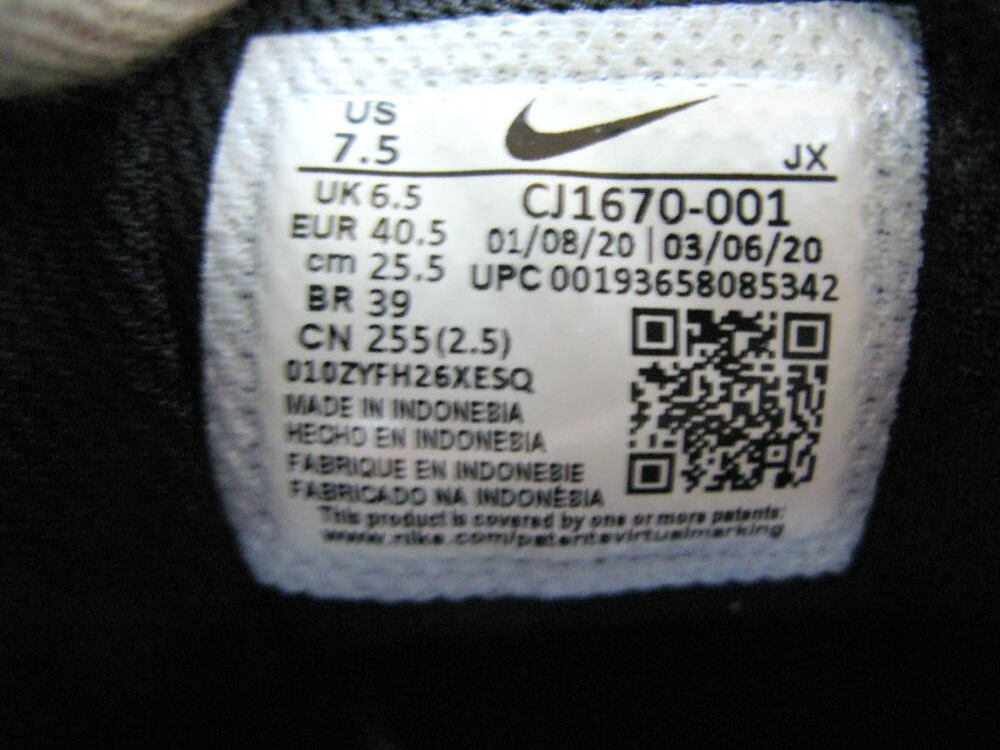 US
7.5
JX
UK 6.5
EUR 40.5
cm 25.5
BR 39
CN 255(2.5)
CJ1670-001
01/08/20 | 03/06/20
UPC 00193658085342
010ZYFH26XESQ
MADE IN INDONESIA
HECHO EN INDONESIA
FABRIQUE EN INDONESIE
FABRICADO NA INDONÉSIA
This product is covered by one or more patents:
www.nike.com/patentsvirtualmarking